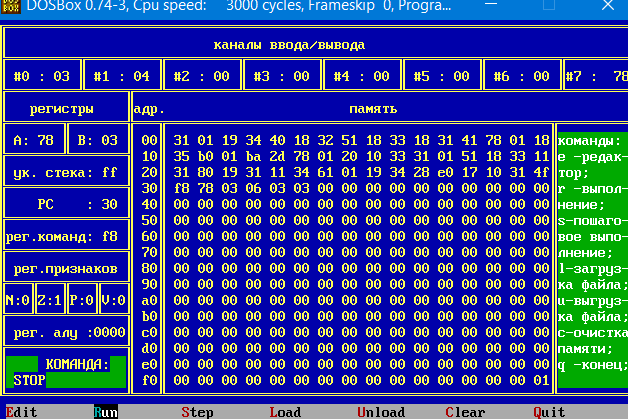 DOSBox 0.74-3, Cpu speed: 3000 cycles, Frameskip 0, Progra...
каналы ввода/вывода
#0 : 03 #1 : 04 #2 : 00 #3 : 00 #4 : 00 #5 : 00 #6 : 00 #7 : 78
регистры адр. память
A: 78 B: 03 00 31 01 19 34 40 18 32 51 18 33 18 31 41 78 01 18 команды:
10 35 b0 01 ba 2d 78 01 20 10 33 31 01 51 18 33 11 e -редак-
ук. стека: ff 20 31 80 19 31 11 34 61 01 19 34 28 e0 17 10 31 4f тор;
30 f8 78 03 06 03 03 00 00 00 00 00 00 00 00 00 00 r -выпол-
PC : 30 40 00 00 00 00 00 00 00 00 00 00 00 00 00 00 00 00 нение;
50 00 00 00 00 00 00 00 00 00 00 00 00 00 00 00 00 s-пошаго-
рег.команд: f8 60 00 00 00 00 00 00 00 00 00 00 00 00 00 00 00 00 вое выпо-
70 00 00 00 00 00 00 00 00 00 00 00 00 00 00 00 00 лнение;
рег.признаков 80 00 00 00 00 00 00 00 00 00 00 00 00 00 00 00 00 l-загруз-
90 00 00 00 00 00 00 00 00 00 00 00 00 00 00 00 00 ка файла;
N:0 Z:1 P:0 V:0 a0 00 00 00 00 00 00 00 00 00 00 00 00 00 00 00 00 u-выгруз-
b0 00 00 00 00 00 00 00 00 00 00 00 00 00 00 00 00 ка файла;
рег. алу :0000 c0 00 00 00 00 00 00 00 00 00 00 00 00 00 00 00 00 c-очистка
d0 00 00 00 00 00 00 00 00 00 00 00 00 00 00 00 00 памяти;
КОМАНДА: e0 00 00 00 00 00 00 00 00 00 00 00 00 00 00 00 00 q -конец;
STOP f0 00 00 00 00 00 00 00 00 00 00 00 00 00 00 00 01
Edit Run Step Load Unload Clear Quit